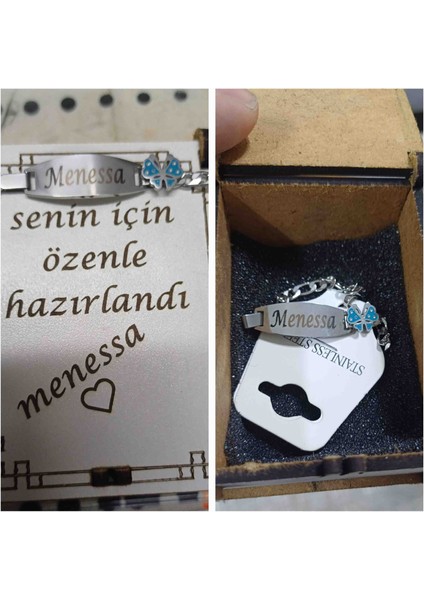 Menessa
senin için
özenle
hazırlandı
menessa
Menessa
STAINLESS STEEL